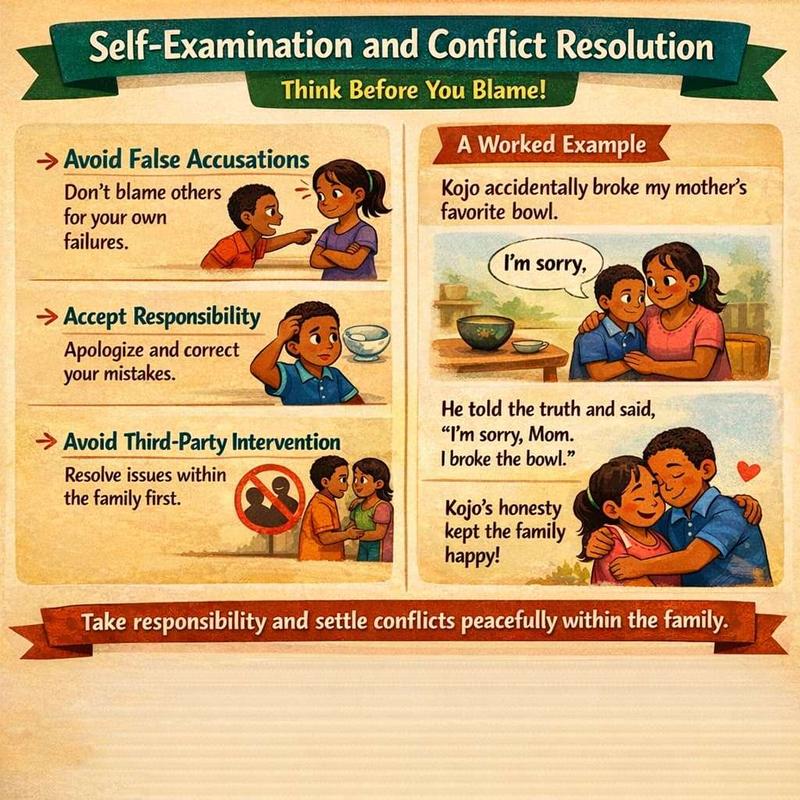 Self-Examination and Conflict Resolution
Think Before You Blame!
→ Avoid False Accusations
Don't blame others
for your own
failures.
→ Accept Responsibility
Apologize and correct
your mistakes.
→ Avoid Third-Party Intervention
Resolve issues within
the family first.
A Worked Example
Kojo accidentally broke my mother's
favorite bowl.
I'm sorry,
He told the truth and said,
"I'm sorry, Mom.
I broke the bowl."
Kojo's honesty
kept the family
happy!
Take responsibility and settle conflicts peacefully within the family.